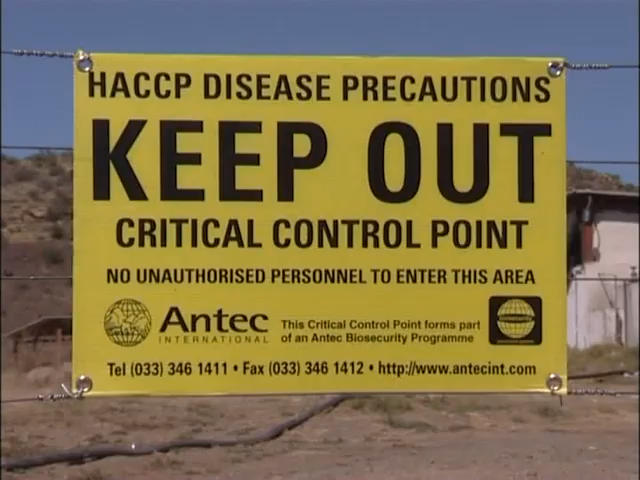 HACCP DISEASE PRECAUTIONS
KEEP OUT
CRITICAL CONTROL POINT
NO UNAUTHORISED PERSONNEL TO ENTER THIS AREA
Antec
INTERNATIONAL
This Critical Control Point forms part
of an Antec Biosecurity Programme
Tel (033) 346 1411 • Fax (033) 346 1412 • http://www.antecint.com